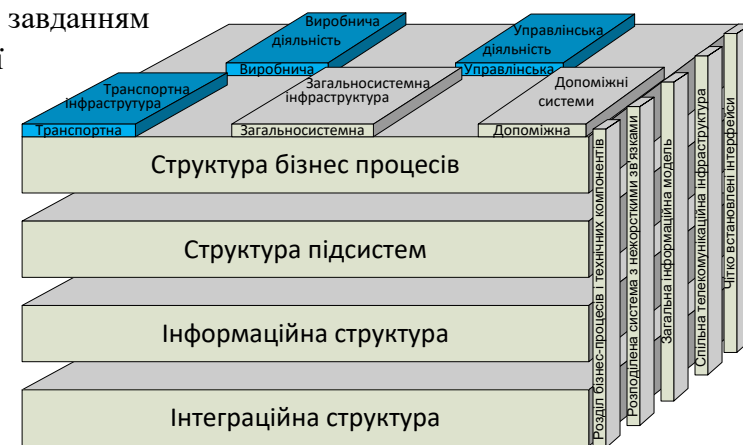 завданням
ї
Виробнича
діяльність
Виробнича
Управлінська
діяльність
Управлінська
Транспортна
інфраструтура
Транспортна
Загальносистемна
інфраструктура
Загальносистемна
Допоміжні
системи
Допоміжна
Структура бізнес процесів
Структура підсистем
Інформаційна структура
Інтеграційна структура
Розділ бізнес-процесів і технічних компонентів
Розподілена система з нежорсткими зв'язками
Загальна інформаційна модель
Спільна телекомунікаційна інфраструктура
Чітко встановлені інтерфейси